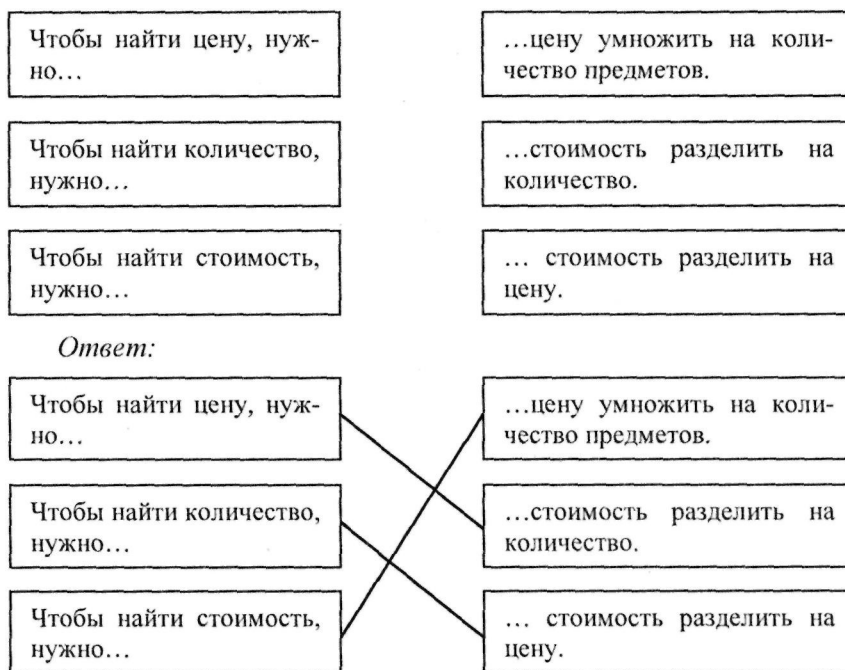 Чтобы найти цену, нуж-
но...
...цену умножить на коли-
чество предметов.
Чтобы найти количество,
нужно...
...стоимость разделить на
количество.
Чтобы найти стоимость,
нужно...
... стоимость разделить на
цену.
Ответ:
Чтобы найти цену, нуж-
но...
...цену умножить на коли-
чество предметов.
Чтобы найти количество,
нужно...
...стоимость разделить на
количество.
Чтобы найти стоимость,
нужно...
... стоимость разделить на
цену.